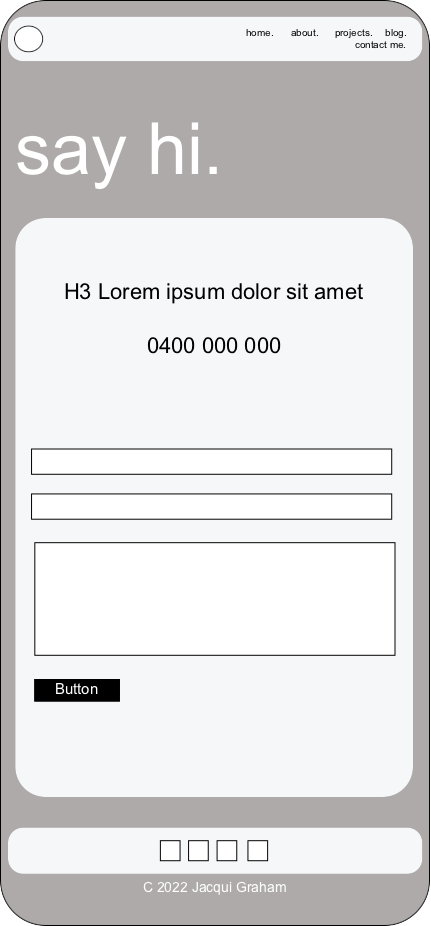 home. about. projects. blog.
contact me.
say hi.
H3 Lorem ipsum dolor sit amet
0400 000 000
Button
C 2022 Jacqui Graham